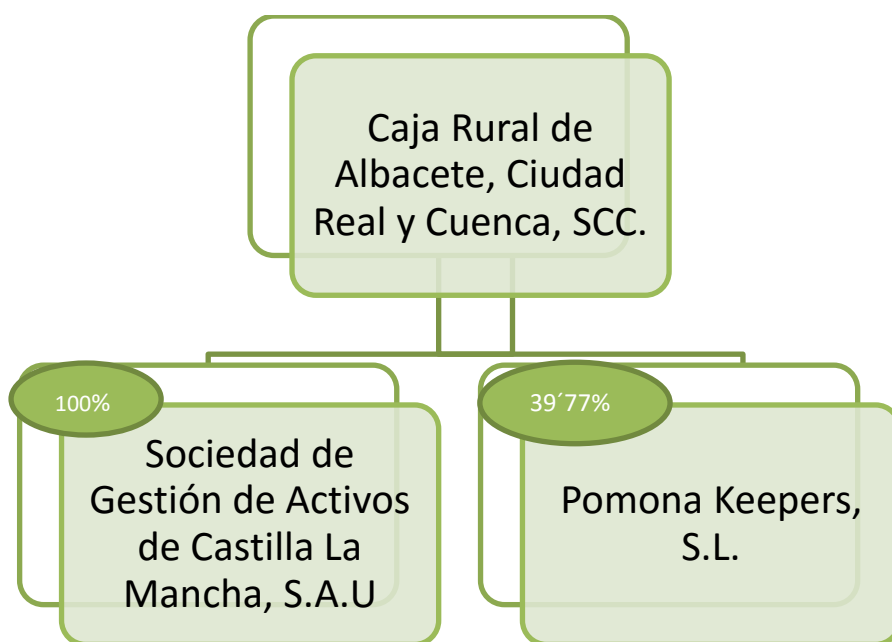 Caja Rural de
Albacete, Ciudad
Real y Cuenca, SCC.
100%
Sociedad de
Gestión de Activos
de Castilla La
Mancha, S.A.U
39´77%
Pomona Keepers,
S.L.